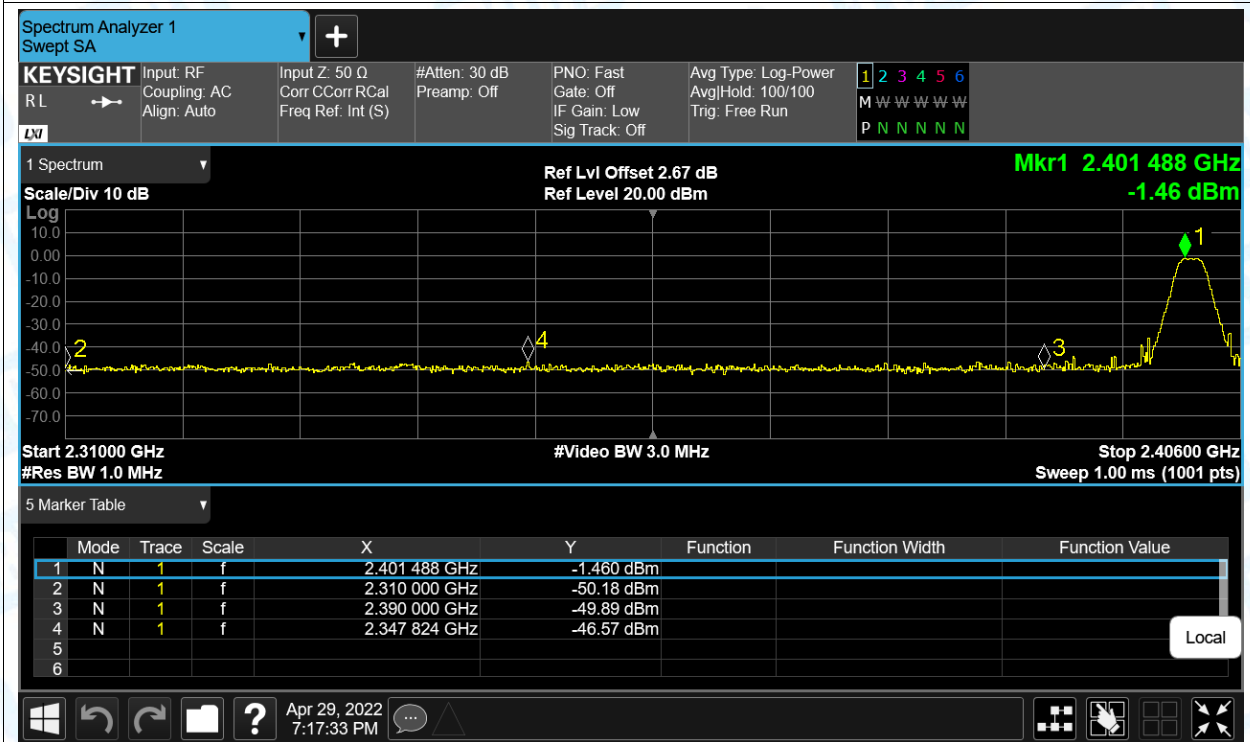 Spectrum Analyzer 1
Swept SA
+
KEYSIGHT Input: RF Input Z: 50 Ω #Atten: 30 dB PNO: Fast Avg Type: Log-Power 1 2 3 4 5 6
R L Coupling: AC Corr CCorr RCal Preamp: Off Gate: Off Avg|Hold: 100/100 M W W W W W
Align: Auto Freq Ref: Int (S) IF Gain: Low Trig: Free Run
LXI Sig Track: Off P N N N N N
1 Spectrum Ref Lvl Offset 2.67 dB Mkr1 2.401 488 GHz
Scale/Div 10 dB Ref Level 20.00 dBm -1.46 dBm
Log
10.0
0.00
-10.0
-20.0
-30.0
-40.0
-50.0
-60.0
-70.0
1
2
4
3
Start 2.31000 GHz #Video BW 3.0 MHz Stop 2.40600 GHz
#Res BW 1.0 MHz Sweep 1.00 ms (1001 pts)
5 Marker Table
Mode Trace Scale X Y Function Function Width Function Value
1 N 1 f 2.401 488 GHz -1.460 dBm
2 N 1 f 2.310 000 GHz -50.18 dBm
3 N 1 f 2.390 000 GHz -49.89 dBm
4 N 1 f 2.347 824 GHz -46.57 dBm
5
6
Local
? Apr 29, 2022
7:17:33 PM